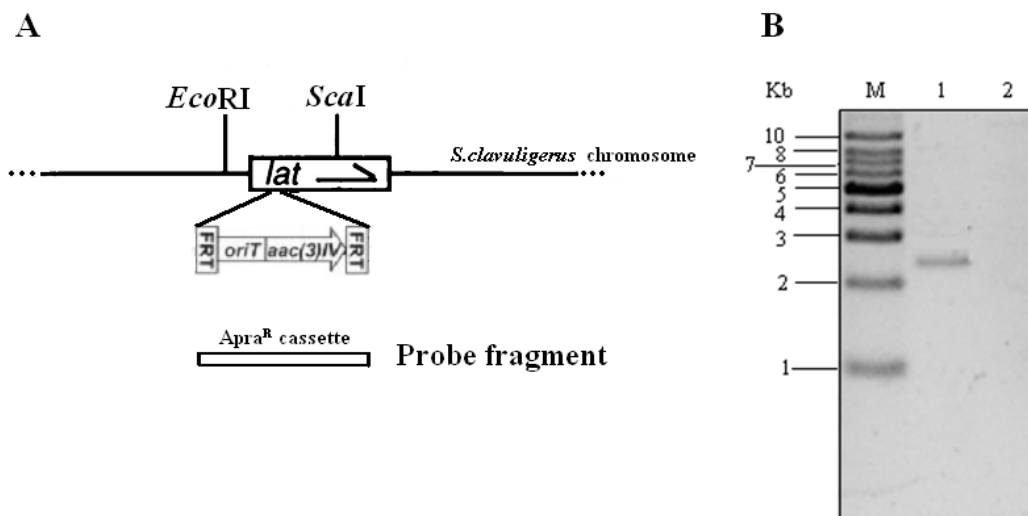 A
EcoRI ScaI
S.clavuligerus chromosome
lat
FRT oriT aac(3)IV FRT
Apra^R cassette
Probe fragment
B
Kb M 1 2
10
8
7
6
5
4
3
2
1